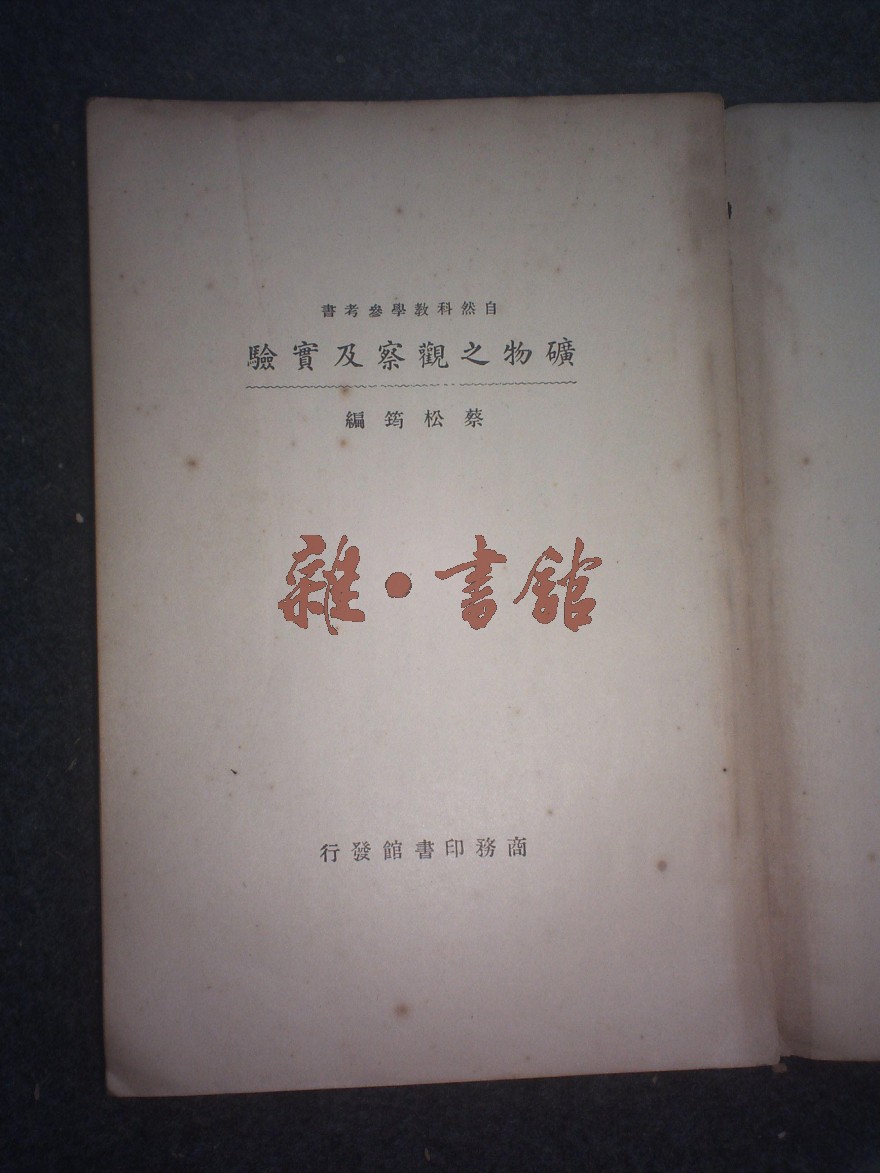 自然科教學參考書
礦物之觀察及實驗
蔡松筠編
雜·書館
商務印書館發行